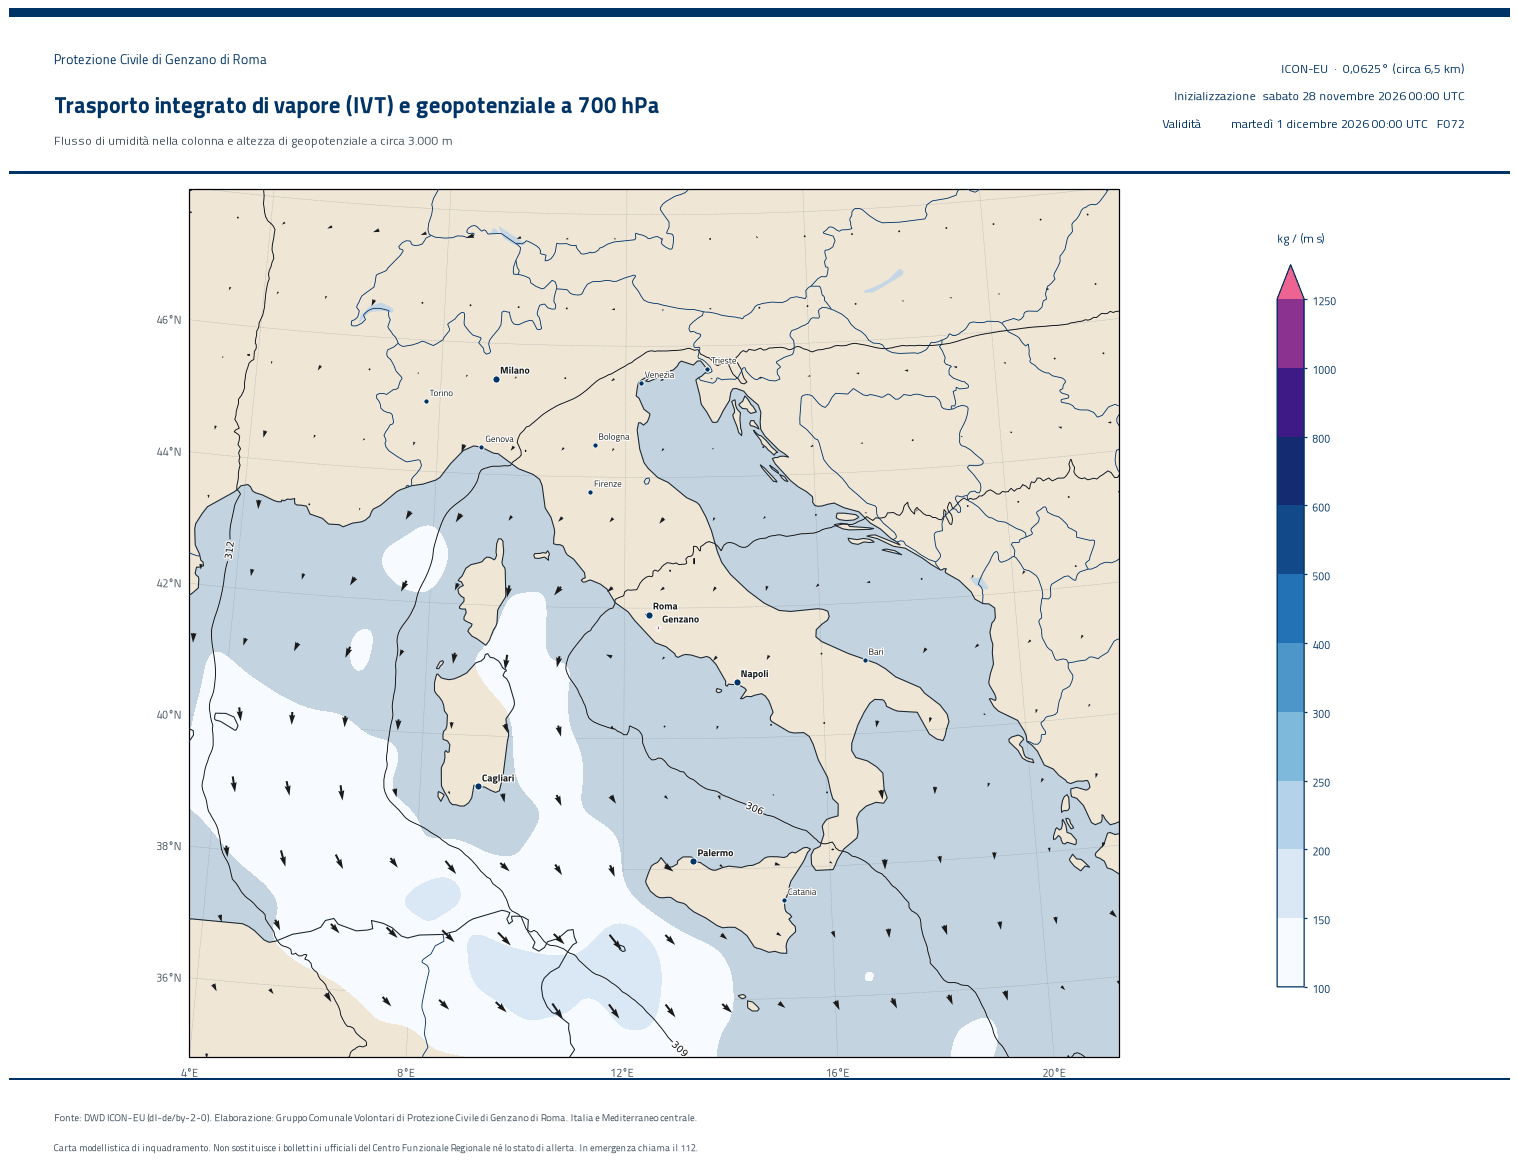 Protezione Civile di Genzano di Roma
Trasporto integrato di vapore (IVT) e geopotenziale a 700 hPa
Flusso di umidità nella colonna e altezza di geopotenziale a circa 3.000 m
ICON-EU · 0,0625° (circa 6,5 km)
Inizializzazione sabato 28 novembre 2026 00:00 UTC
Validità martedì 1 dicembre 2026 00:00 UTC F072
kg / (m s)
1250
1000
800
600
500
400
300
250
200
150
100
46°N
44°N
42°N
40°N
38°N
36°N
4°E
8°E
12°E
16°E
20°E
Trieste
Venezia
Milano
Torino
Genova
Bologna
Firenze
312
Roma
Genzano
Bari
Napoli
Cagliari
306
Palermo
Catania
309
Fonte: DWD ICON-EU (dl-de/by-2-0). Elaborazione: Gruppo Comunale Volontari di Protezione Civile di Genzano di Roma. Italia e Mediterraneo centrale.
Carta modellistica di inquadramento. Non sostituisce i bollettini ufficiali del Centro Funzionale Regionale né lo stato di allerta. In emergenza chiama il 112.